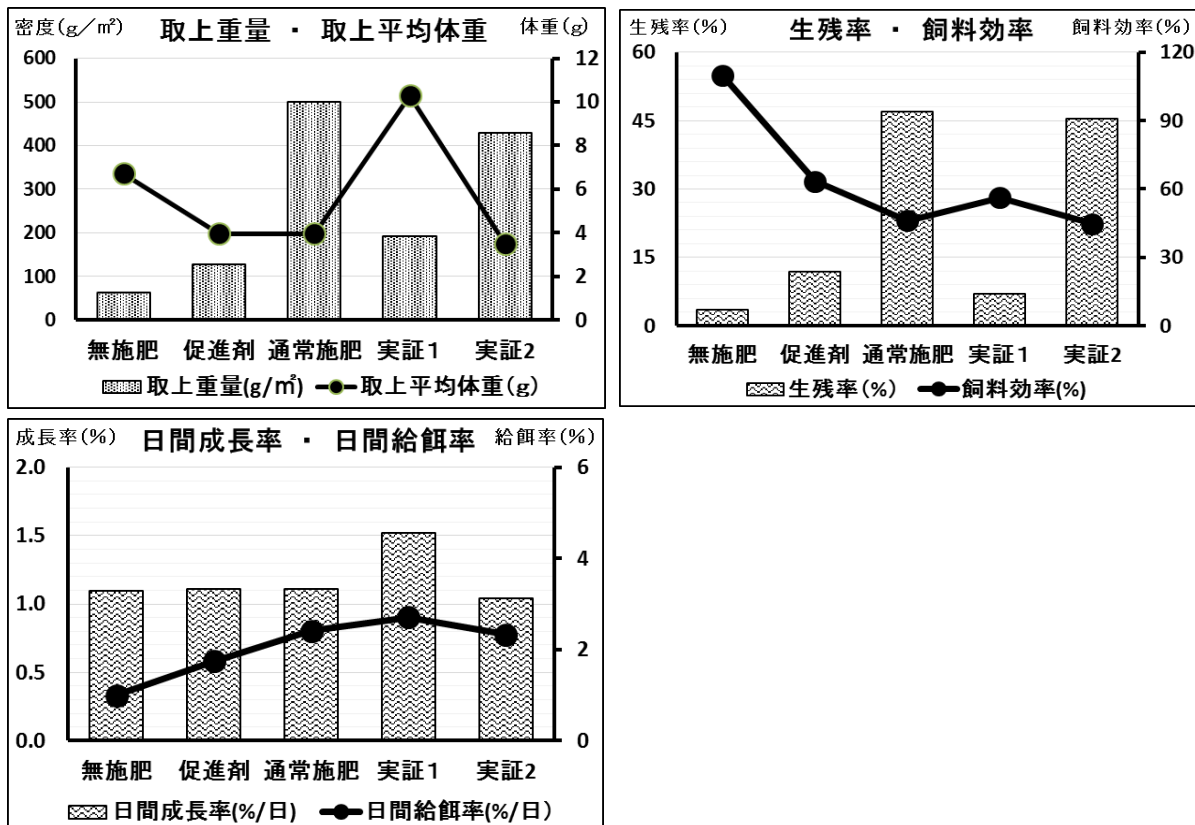 密度(g/㎡) 取上重量 ・ 取上平均体重 体重(g)
600 12
500 10
400 8
300 6
200 4
100 2
0 0
無施肥 促進剤 通常施肥 実証1 実証2
取上重量(g/㎡) 取上平均体重(g)
生残率(%) 生残率 ・ 飼料効率 飼料効率(%)
60 120
45 90
30 60
15 30
0 0
無施肥 促進剤 通常施肥 実証1 実証2
生残率(%) 飼料効率(%)
成長率(%) 日間成長率 ・ 日間給餌率 給餌率(%)
2.0 6
1.5
4
1.0
2
0.5
0.0 0
無施肥 促進剤 通常施肥 実証1 実証2
日間成長率(%/日) 日間給餌率(%/日)